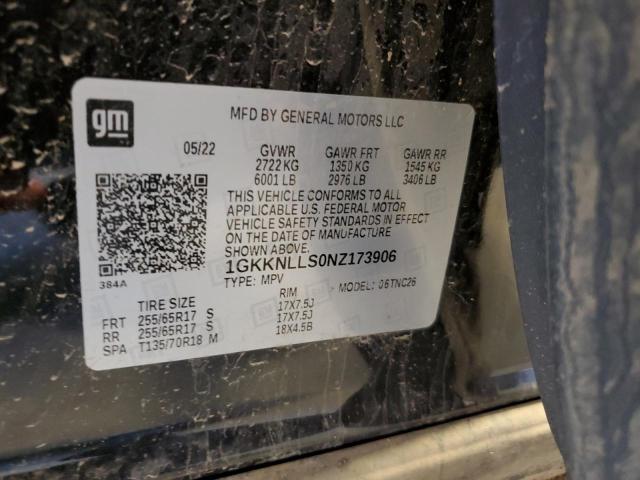 gm
MFD BY GENERAL MOTORS LLC
05/22 GVWR GAWR FRT GAWR RR
2722 KG 1350 KG 1545 KG
6001 LB 2976 LB 3406 LB
THIS VEHICLE CONFORMS TO ALL
APPLICABLE U.S. FEDERAL MOTOR
VEHICLE SAFETY STANDARDS IN EFFECT
ON THE DATE OF MANUFACTURE
SHOWN ABOVE.
384A
1GKKNLLS0NZ173906
TYPE: MPV MODEL: 06TNC26
TIRE SIZE RIM
FRT 255/65R17 S 17X7.5J
RR 255/65R17 S 17X7.5J
SPA T135/70R18 M 18X4.5B